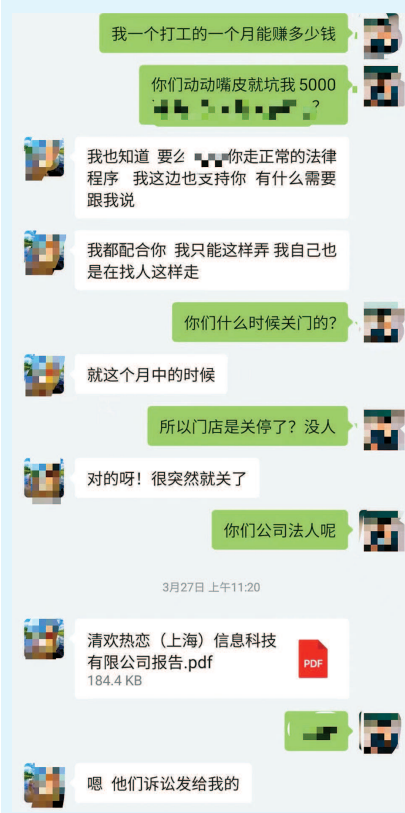 我一个打工的一个月能赚多少钱
你们动动嘴皮就坑我 5000
?
我也知道 要么 你走正常的法律
程序 我这边也支持你 有什么需要
跟我说
我都配合你 我只能这样弄 我自己也
是在找人这样走
你们什么时候关门的?
就这个月中的时候
所以门店是关停了? 没人
对的呀! 很突然就关了
你们公司法人呢
3月27日 上午11:20
清欢热恋（上海）信息科技
有限公司报告.pdf
184.4 KB
PDF
嗯 他们诉讼发给我的